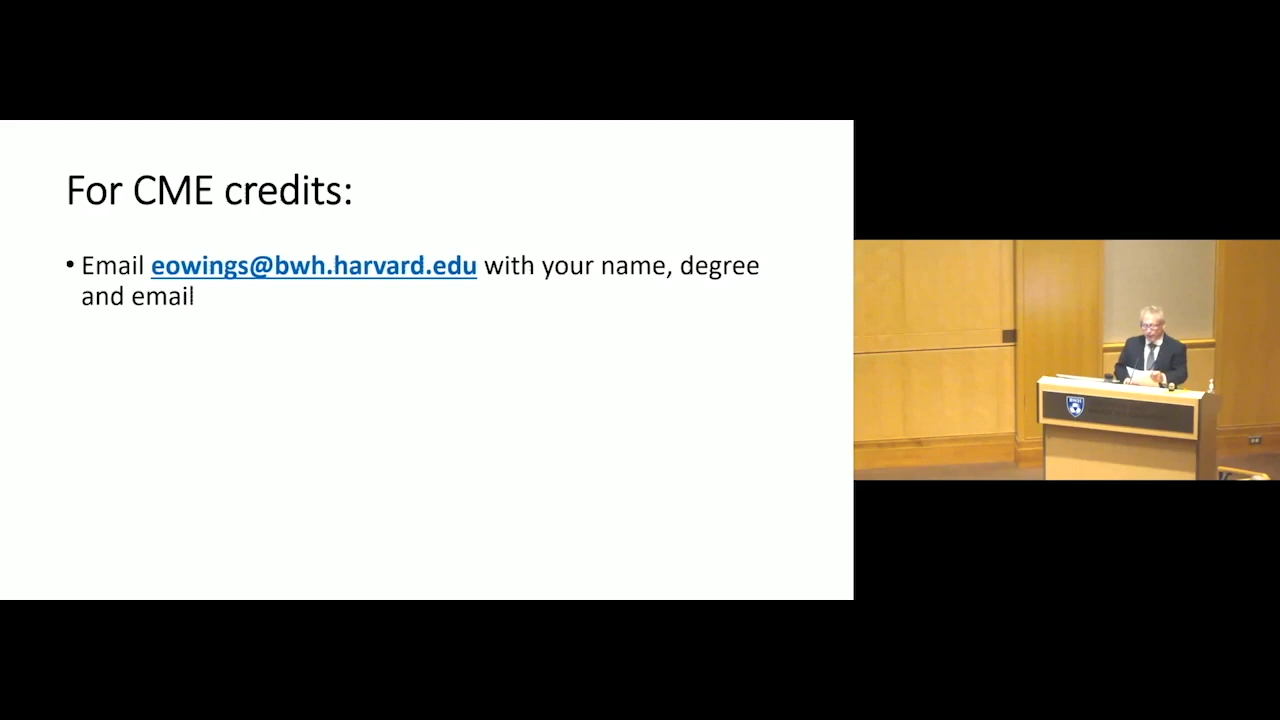 For CME credits:
• Email eowings@bwh.harvard.edu with your name, degree
and email